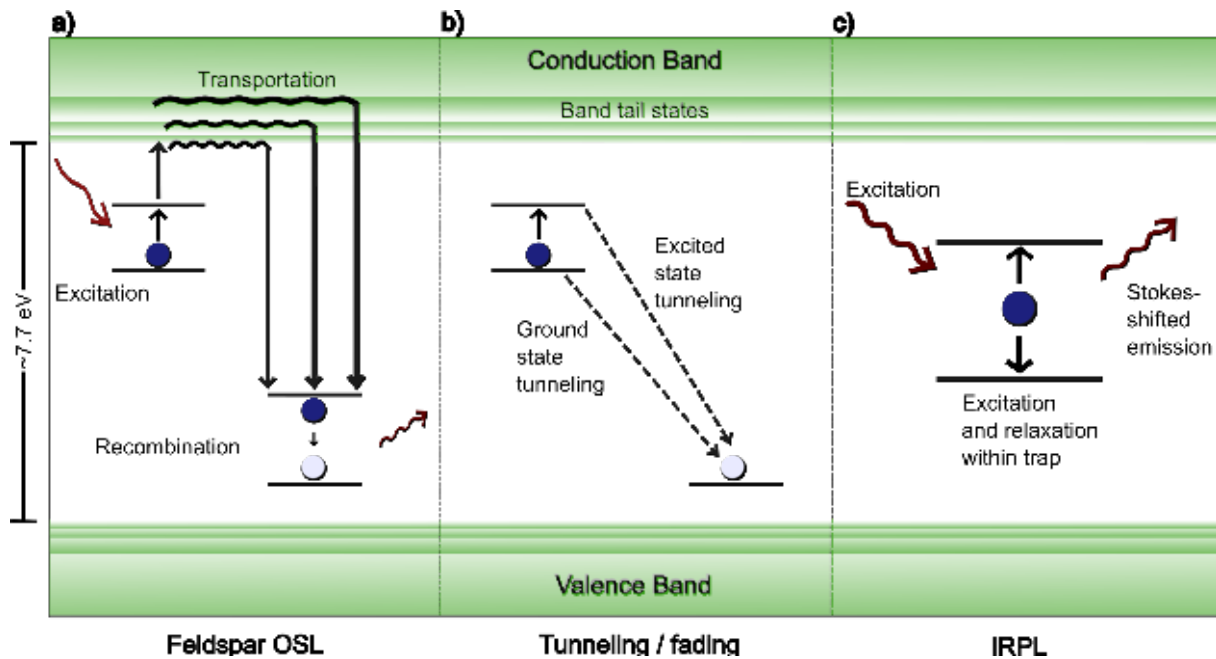 a)
b)
c)
Conduction Band
Transportation
Band tail states
Excitation
~7.7 eV
Recombination
Excited
state
tunneling
Ground
state
tunneling
Excitation
Stokes-
shifted
emission
Excitation
and relaxation
within trap
Valence Band
Feldspar OSL
Tunneling / fading
IRPL